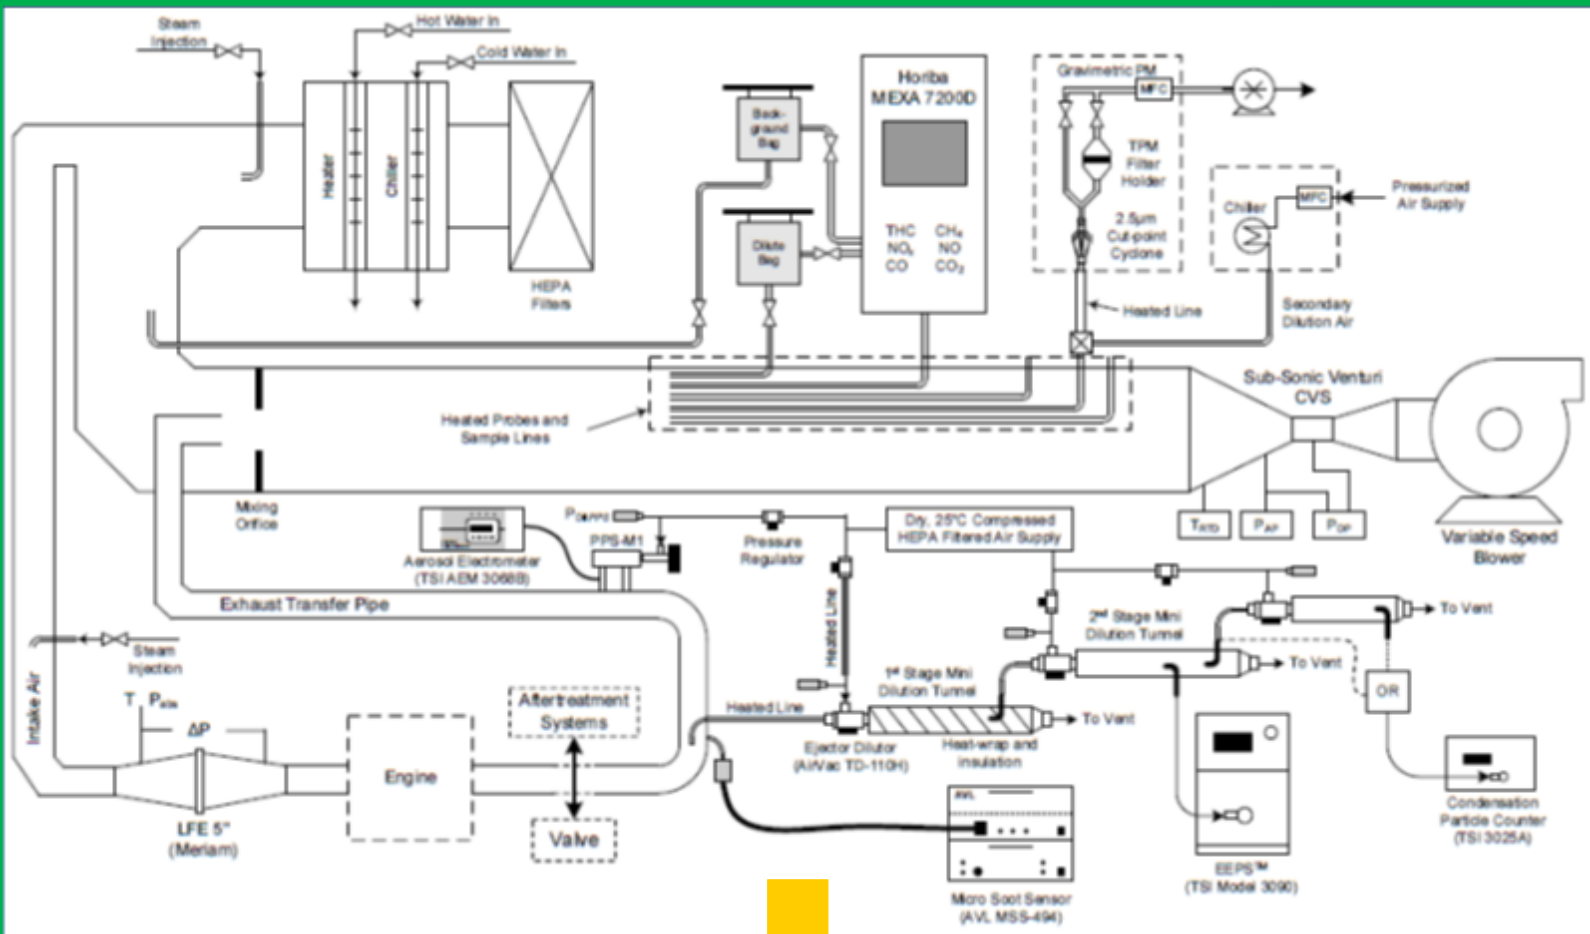 Steam
Injection
Hot Water In
Cold Water In
Heater
Chiller
HEPA
Filters
Back-
ground
Bag
Dilute
Bag
Horiba
MEXA 7200D
THC CH₄
NOₓ NO
CO CO₂
Gravimetric PM
MFC
TPM
Filter
Holder
2.5µm
Cut-point
Cyclone
Heated Line
Chiller
MFC
Pressurized
Air Supply
Secondary
Dilution Air
Heated Probes and
Sample Lines
Sub-Sonic Venturi
CVS
Mixing
Orifice
T_RTD
P_AP
P_DP
Variable Speed
Blower
Aerosol Electrometer
(TSI AEM 3068B)
PPS-M1
Pressure
Regulator
Dry, 25°C Compressed
HEPA Filtered Air Supply
Exhaust Transfer Pipe
Heated Line
2nd Stage Mini
Dilution Tunnel
To Vent
To Vent
Steam
Injection
Intake Air
T P_abs
ΔP
1st Stage Mini
Dilution Tunnel
OR
Aftertreatment
Systems
Heated Line
To Vent
Ejector Dilutor
(AirVac TD-110H)
Heat-wrap and
insulation
Engine
LFE 5"
(Meriam)
Valve
AVL
Micro Soot Sensor
(AVL MSS-494)
EEPS™
(TSI Model 3090)
Condensation
Particle Counter
(TSI 3025A)